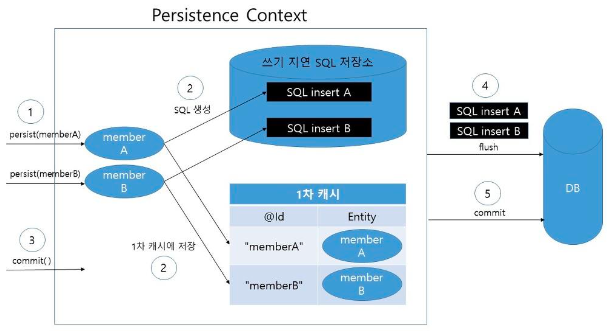 Persistence Context
쓰기 지연 SQL 저장소
SQL insert A
SQL insert B
2
SQL 생성
1
persist(memberA)
member
A
persist(memberB)
member
B
3
commit( )
1차 캐시에 저장
2
1차 캐시
@Id
Entity
"memberA"
member
A
"memberB"
member
B
4
SQL insert A
SQL insert B
flush
5
commit
DB